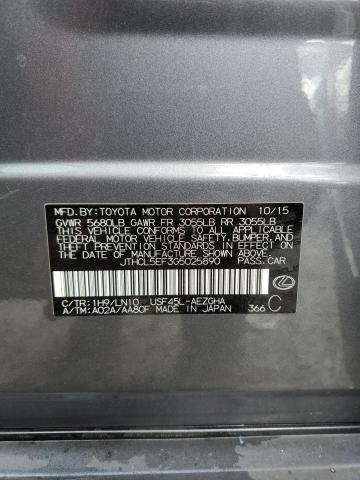 MFD.BY:TOYOTA MOTOR CORPORATION 10/15
GVWR 5680LB GAWR FR 3055LB RR 3055LB
THIS VEHICLE CONFORMS TO ALL APPLICABLE
FEDERAL MOTOR VEHICLE SAFETY, BUMPER,
AND THEFT PREVENTION STANDARDS IN EFFECT
ON THE DATE OF MANUFACTURE SHOWN ABOVE.
JTHCL5EF3G5025890 PASS.CAR
C/TR:1H9/LN10 USF45L-AEZGHA
A/TM:A02A/AA80F MADE IN JAPAN 366 C